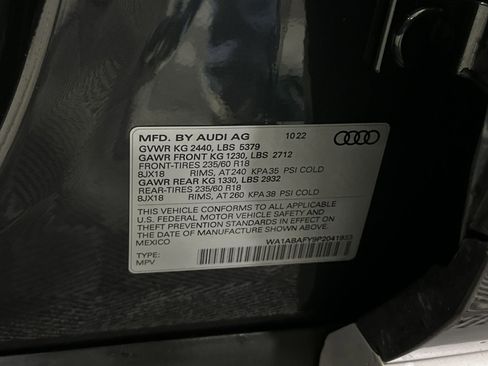 MFD. BY AUDI AG 10 22
GVWR KG 2440, LBS 5379
GAWR FRONT KG 1230, LBS 2712
FRONT-TIRES 235/60 R18
8JX18 RIMS, AT 240 KPA 35 PSI COLD
GAWR REAR KG 1330, LBS 2932
REAR-TIRES 235/60 R18
8JX18 RIMS, AT 260 KPA 38 PSI COLD
THIS VEHICLE CONFORMS TO ALL APPLICABLE
U.S. FEDERAL MOTOR VEHICLE SAFETY AND
THEFT PREVENTION STANDARDS IN EFFECT ON
THE DATE OF MANUFACTURE SHOWN ABOVE.
MEXICO
TYPE:
MPV